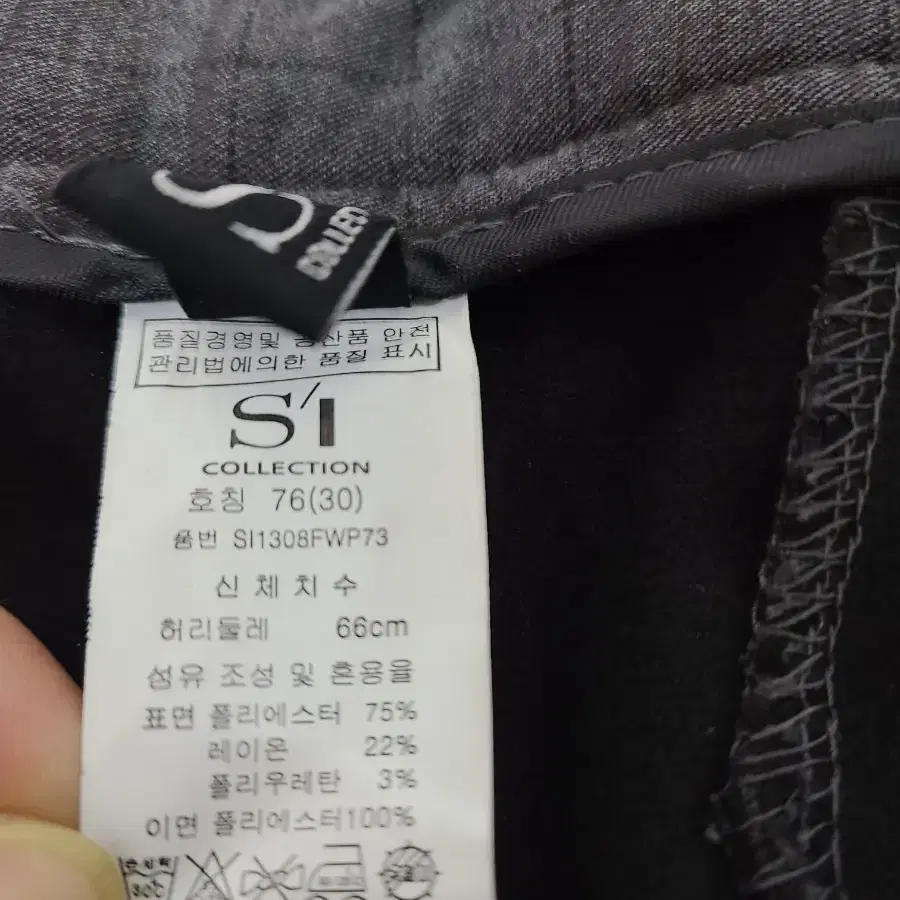 S
COLLEC
품질경영및 공산품 안전
관리법에의한 품질 표시
S'I
COLLECTION
호칭 76(30)
품번 SI1308FWP73
신체치수
허리둘레 66cm
섬유 조성 및 혼용율
표면 폴리에스터 75%
레이온 22%
폴리우레탄 3%
이면 폴리에스터100%
30C